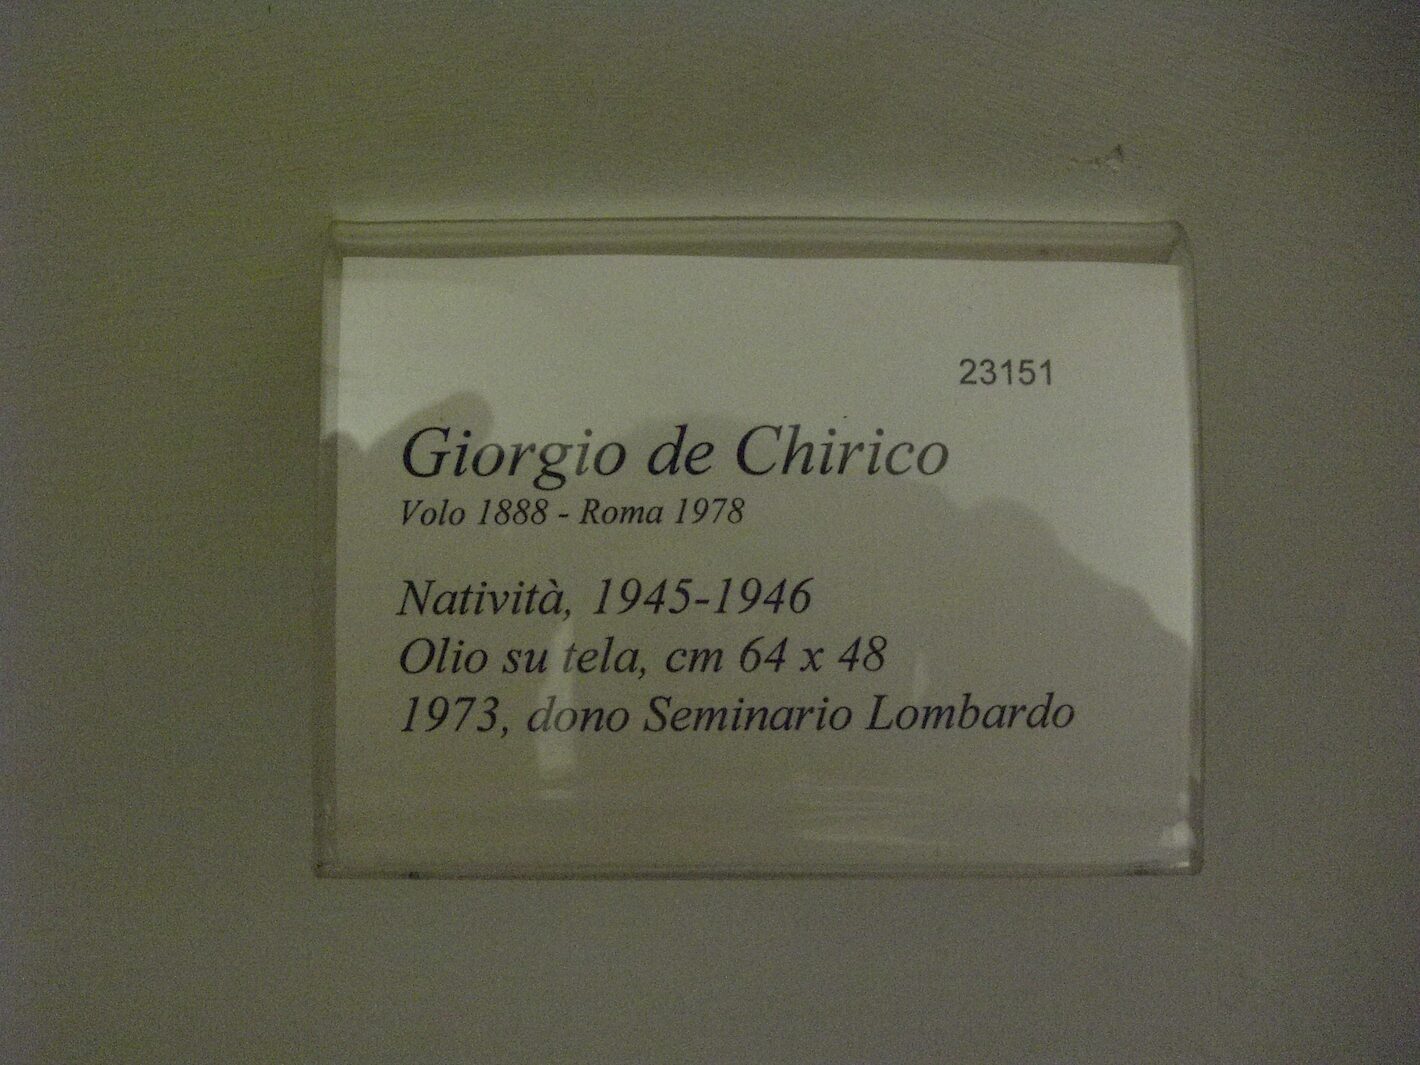 23151
Giorgio de Chirico
Volo 1888 - Roma 1978
Natività, 1945-1946
Olio su tela, cm 64 x 48
1973, dono Seminario Lombardo